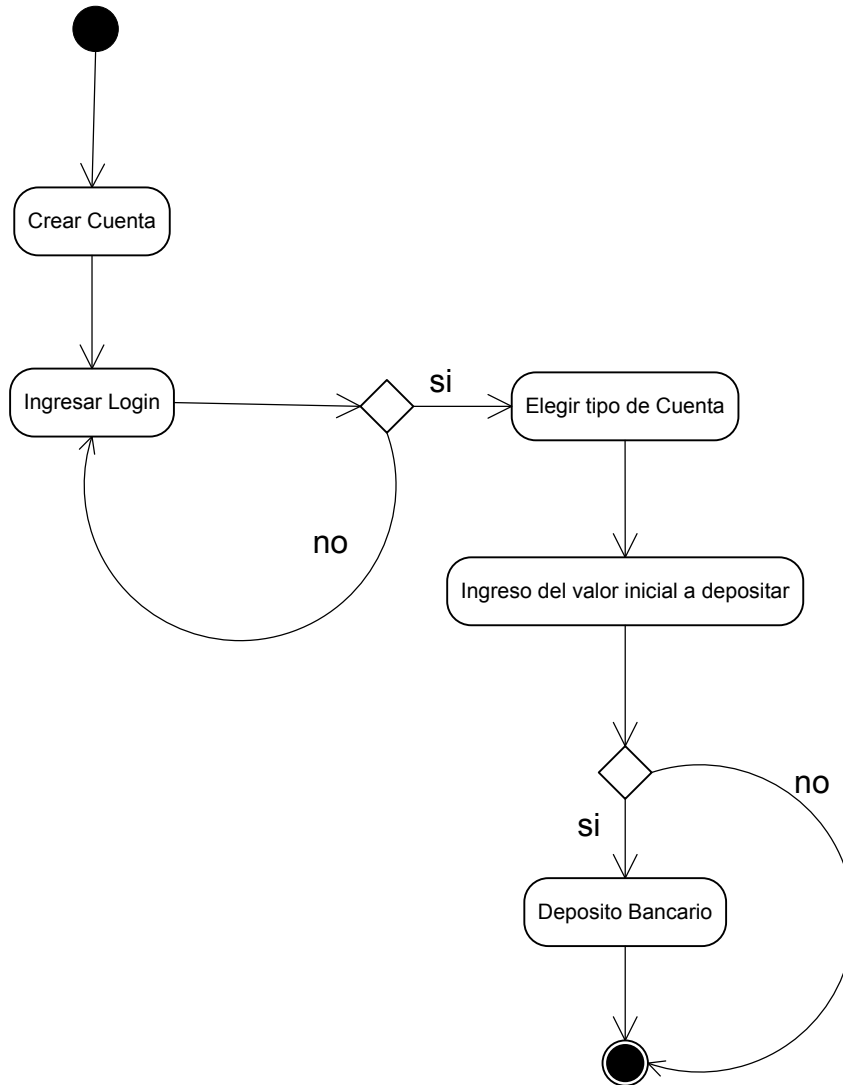 Crear Cuenta
Ingresar Login
si
Elegir tipo de Cuenta
no
Ingreso del valor inicial a depositar
no
si
Deposito Bancario